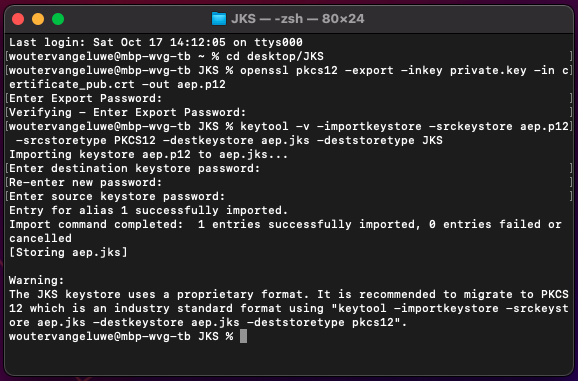 JKS — -zsh — 80×24
Last login: Sat Oct 17 14:12:05 on ttys000
[woutervangeluwe@mbp-wvg-tb ~ % cd desktop/JKS ]
[woutervangeluwe@mbp-wvg-tb JKS % openssl pkcs12 -export -inkey private.key -in c]
ertificate_pub.crt -out aep.p12
[Enter Export Password: ]
[Verifying - Enter Export Password: ]
[woutervangeluwe@mbp-wvg-tb JKS % keytool -v -importkeystore -srckeystore aep.p12]
 -srcstoretype PKCS12 -destkeystore aep.jks -deststoretype JKS
Importing keystore aep.p12 to aep.jks...
[Enter destination keystore password: ]
[Re-enter new password: ]
[Enter source keystore password: ]
Entry for alias 1 successfully imported.
Import command completed:  1 entries successfully imported, 0 entries failed or
cancelled
[Storing aep.jks]
Warning:
The JKS keystore uses a proprietary format. It is recommended to migrate to PKCS
12 which is an industry standard format using "keytool -importkeystore -srckeyst
ore aep.jks -destkeystore aep.jks -deststoretype pkcs12".
woutervangeluwe@mbp-wvg-tb JKS %